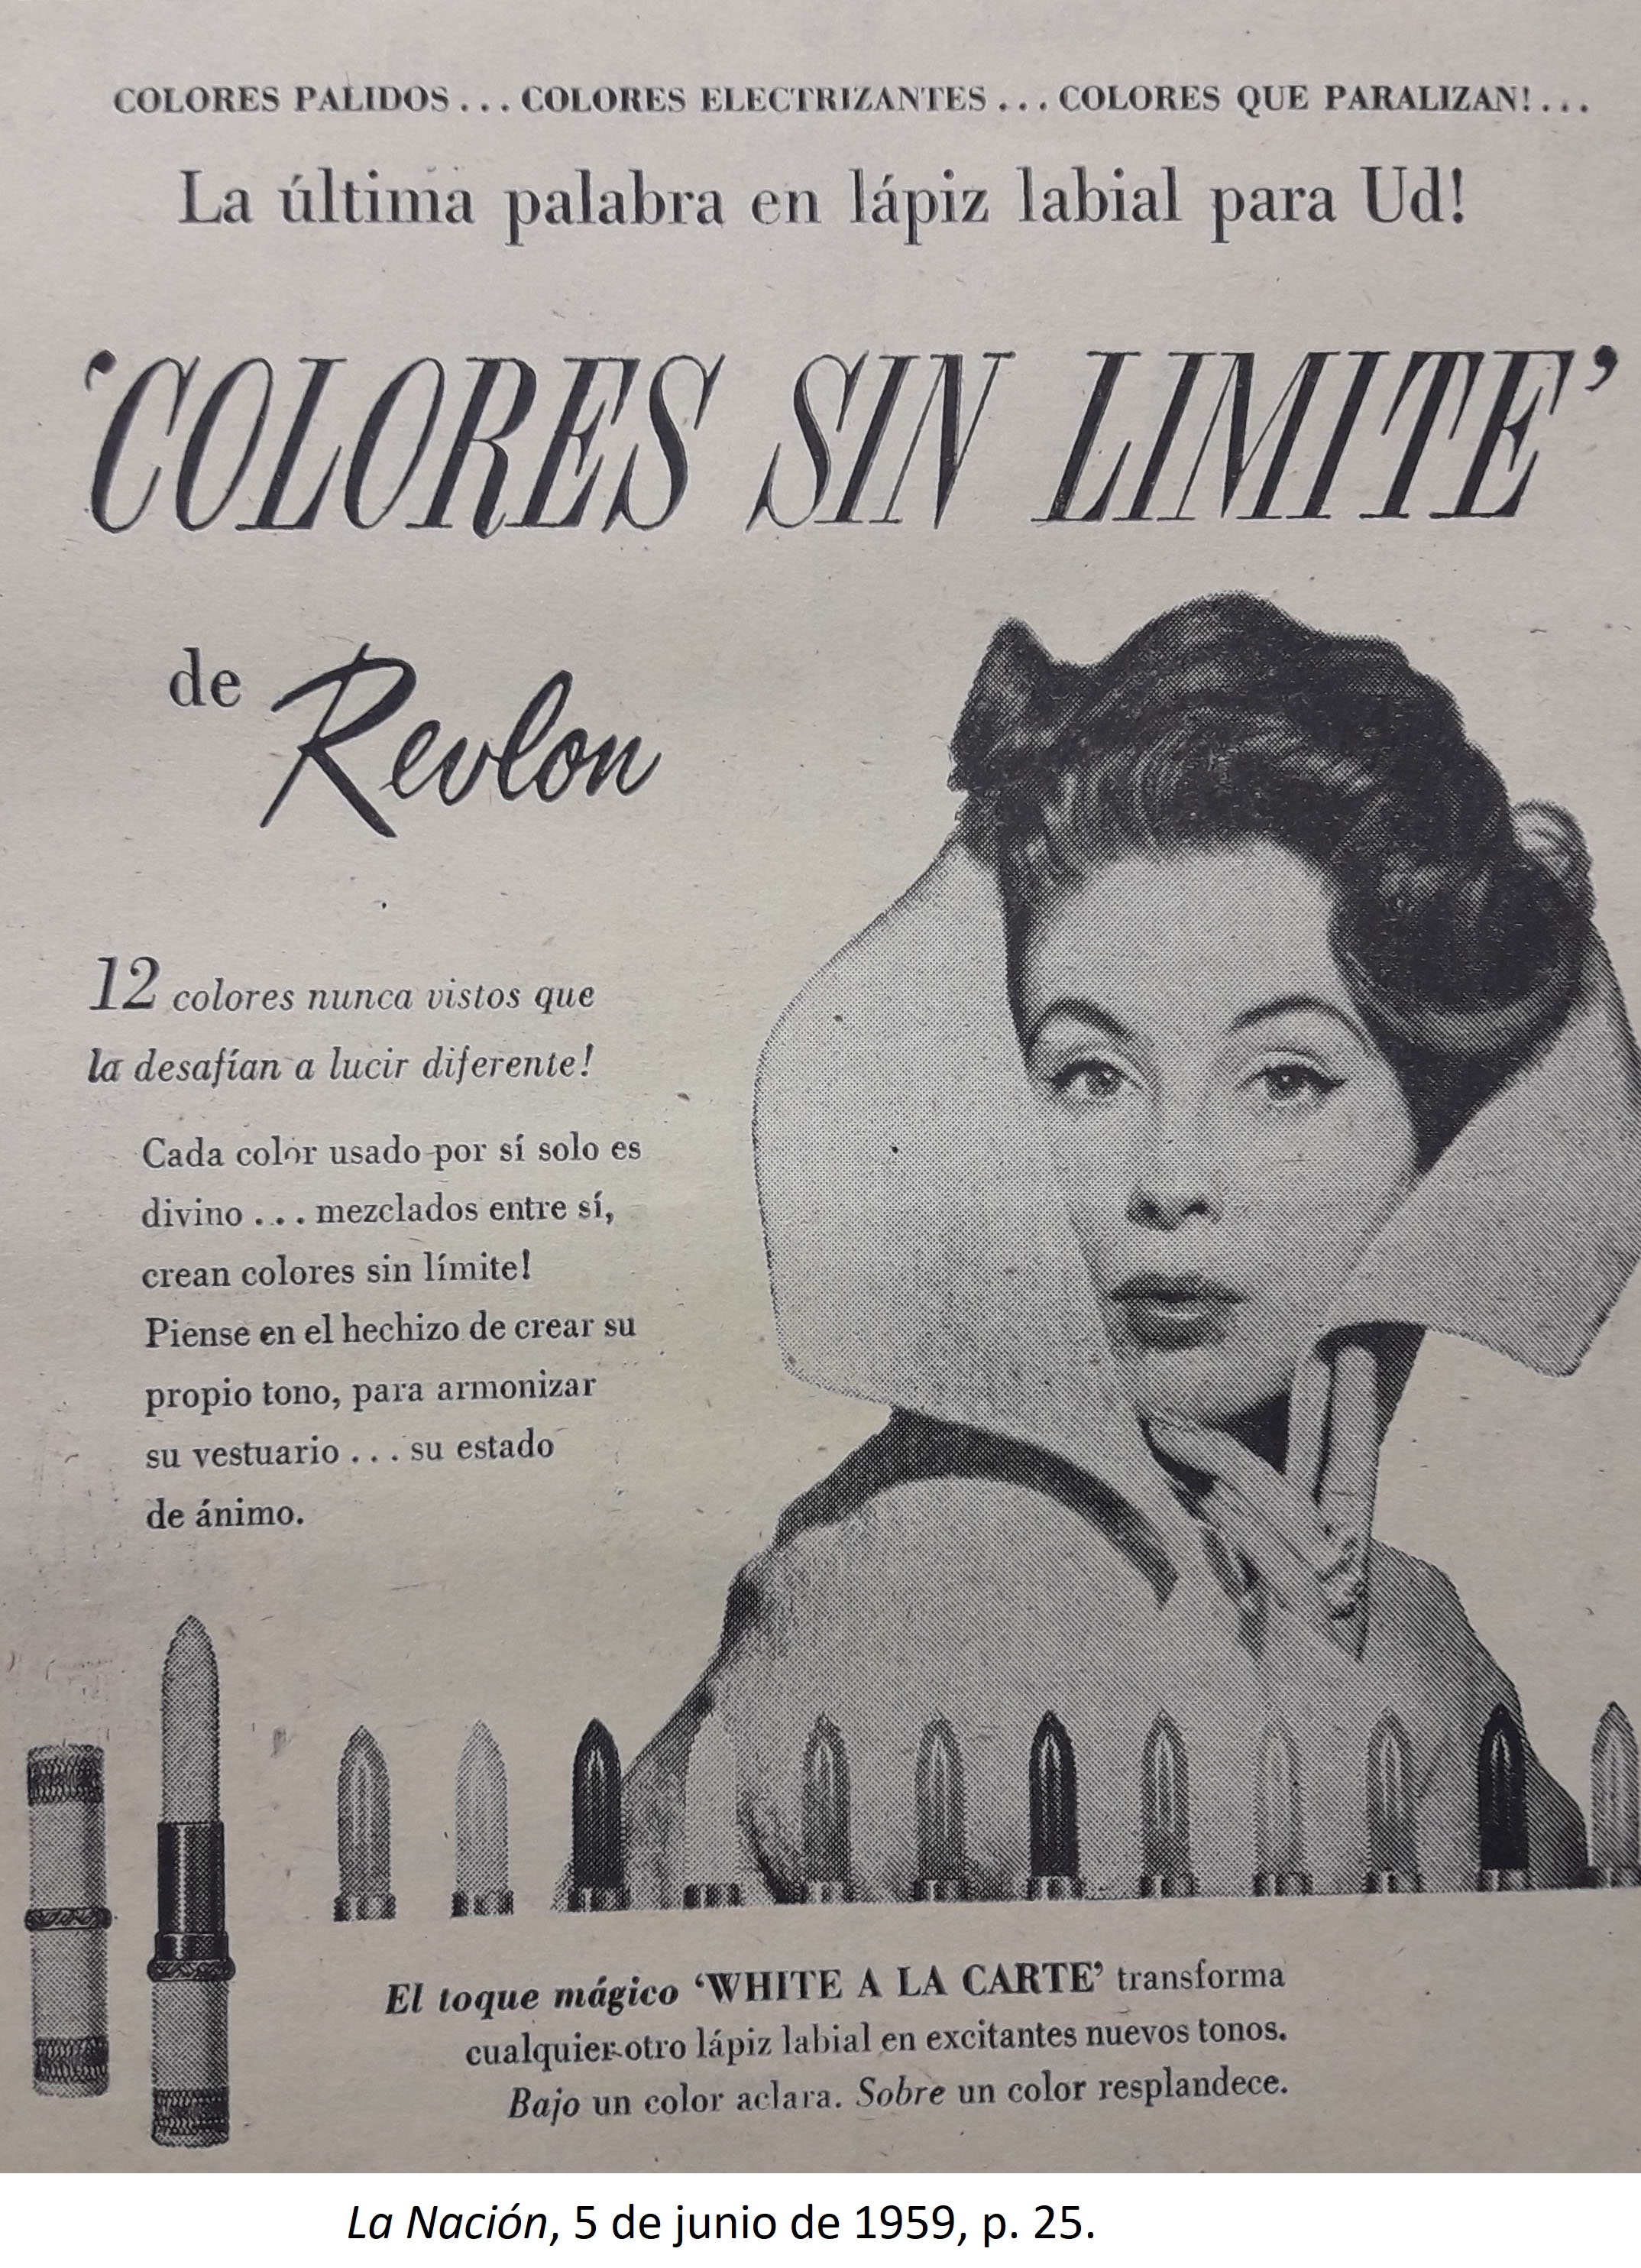 COLORES PALIDOS . . . COLORES ELECTRIZANTES . . . COLORES QUE PARALIZAN! . . .
La última palabra en lápiz labial para Ud!
‘COLORES SIN LIMITE’
de Revlon
12 colores nunca vistos que
la desafían a lucir diferente!
Cada color usado por sí solo es
divino . . . mezclados entre sí,
crean colores sin límite!
Piense en el hechizo de crear su
propio tono, para armonizar
su vestuario . . . su estado
de ánimo.
El toque mágico ‘WHITE A LA CARTE’ transforma
cualquier otro lápiz labial en excitantes nuevos tonos.
Bajo un color aclara. Sobre un color resplandece.
La Nación, 5 de junio de 1959, p. 25.